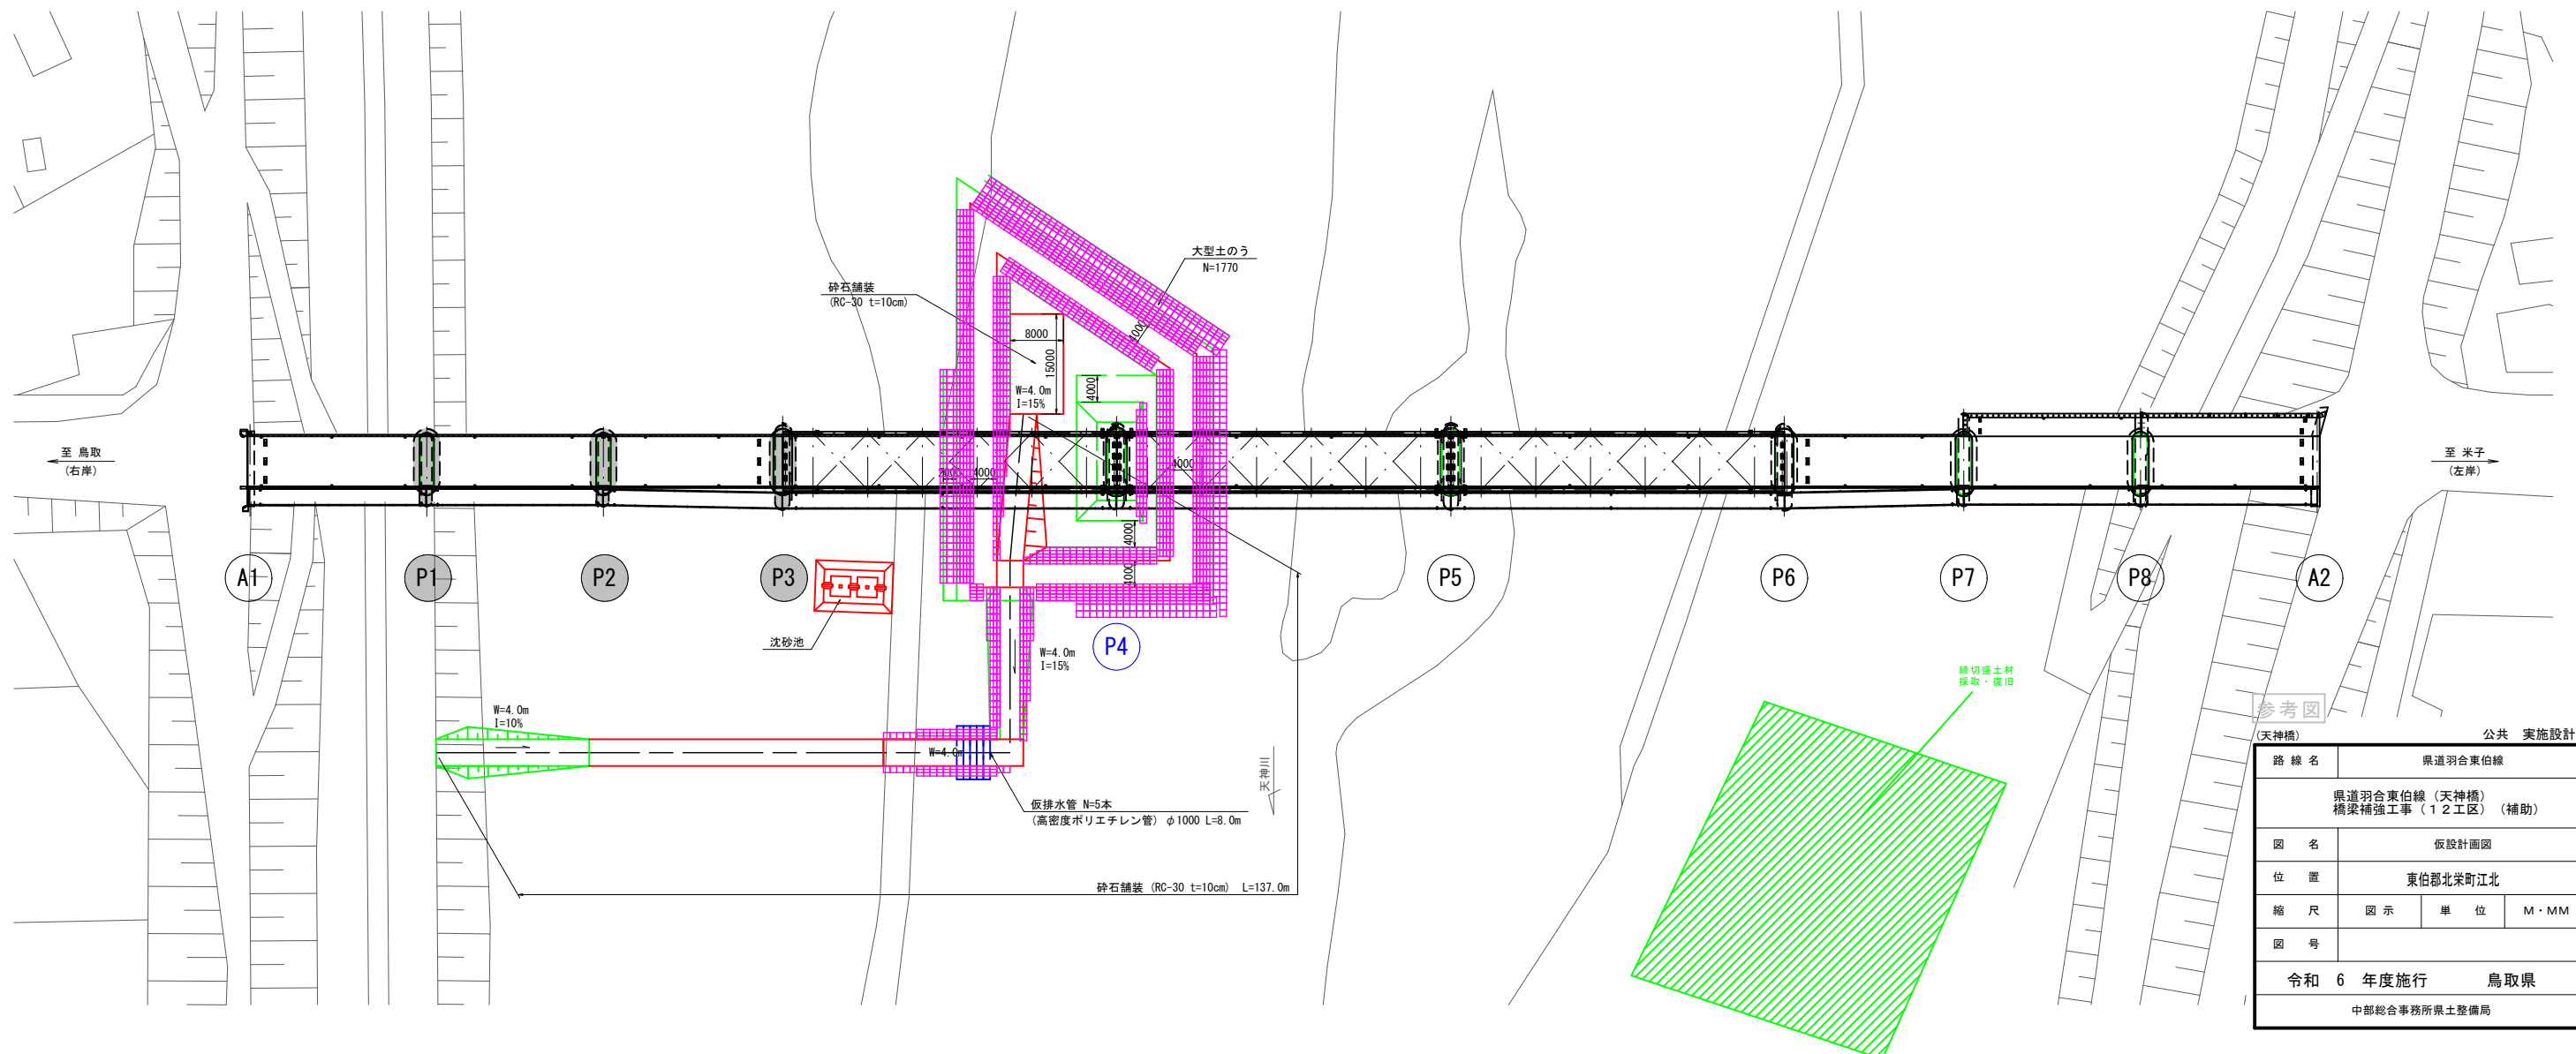 大型土のう
N=1770
砕石舗装
(RC-30 t=10cm)
8000
15000
4000
4000
W=4.0m
I=15%
至 鳥取
(右岸)
4000
4000
至 米子
(左岸)
4000
4000
A1
P1
P2
P3
P5
P6
P7
P8
A2
沈砂池
P4
W=4.0m
I=15%
締切盛土材
採取・復旧
W=4.0m
I=10%
W=4.0m
天神川
仮排水管 N=5本
(高密度ポリエチレン管) φ1000 L=8.0m
砕石舗装 (RC-30 t=10cm) L=137.0m
参考図
(天神橋) 公共 実施設計
路線名 県道羽合東伯線
県道羽合東伯線（天神橋）
橋梁補強工事（１２工区）（補助）
図名 仮設計画図
位置 東伯郡北栄町江北
縮尺 図示 単位 M・MM
図号
令和 6 年度施行 鳥取県
中部総合事務所県土整備局